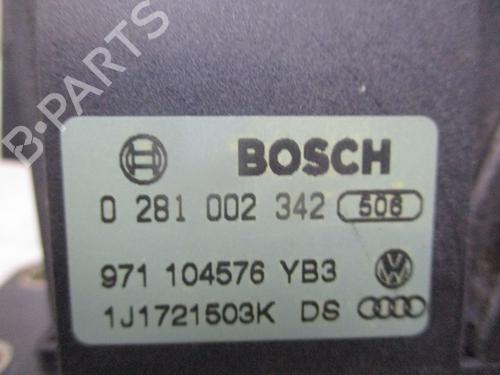 B-PARTS
BOSCH
0 281 002 342 506
971 104576 YB3
1J1721503K DS